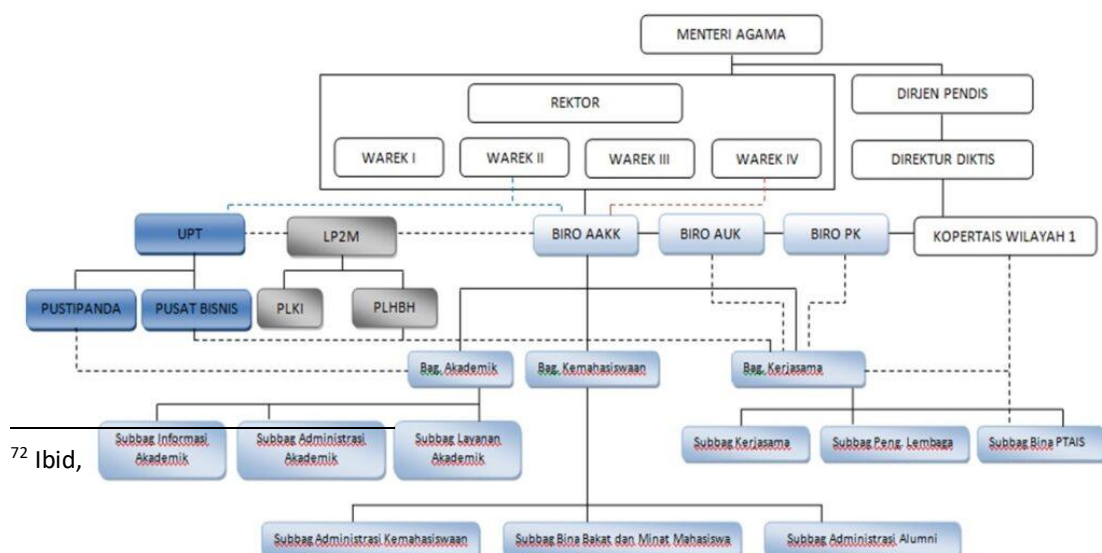 MENTERI AGAMA
REKTOR
DIRJEN PENDIS
WAREK I
WAREK II
WAREK III
WAREK IV
DIREKTUR DIKTIS
UPT
LP2M
BIRO AAKK
BIRO AUK
BIRO PK
KOPERTAIS WILAYAH 1
PUSTIPANDA
PUSAT BISNIS
PLKI
PLHBH
Bag. Akademik
Bag. Kemahasiswaan
Bag. Kerjasama
Subbag Informasi
Akademik
Subbag Administrasi
Akademik
Subbag Layanan
Akademik
Subbag Kerjasama
Subbag Peng. Lembaga
Subbag Bina PTAIS
72 Ibid,
Subbag Administrasi Kemahasiswaan
Subbag Bina Bakat dan Minat Mahasiswa
Subbag Administrasi Alumni